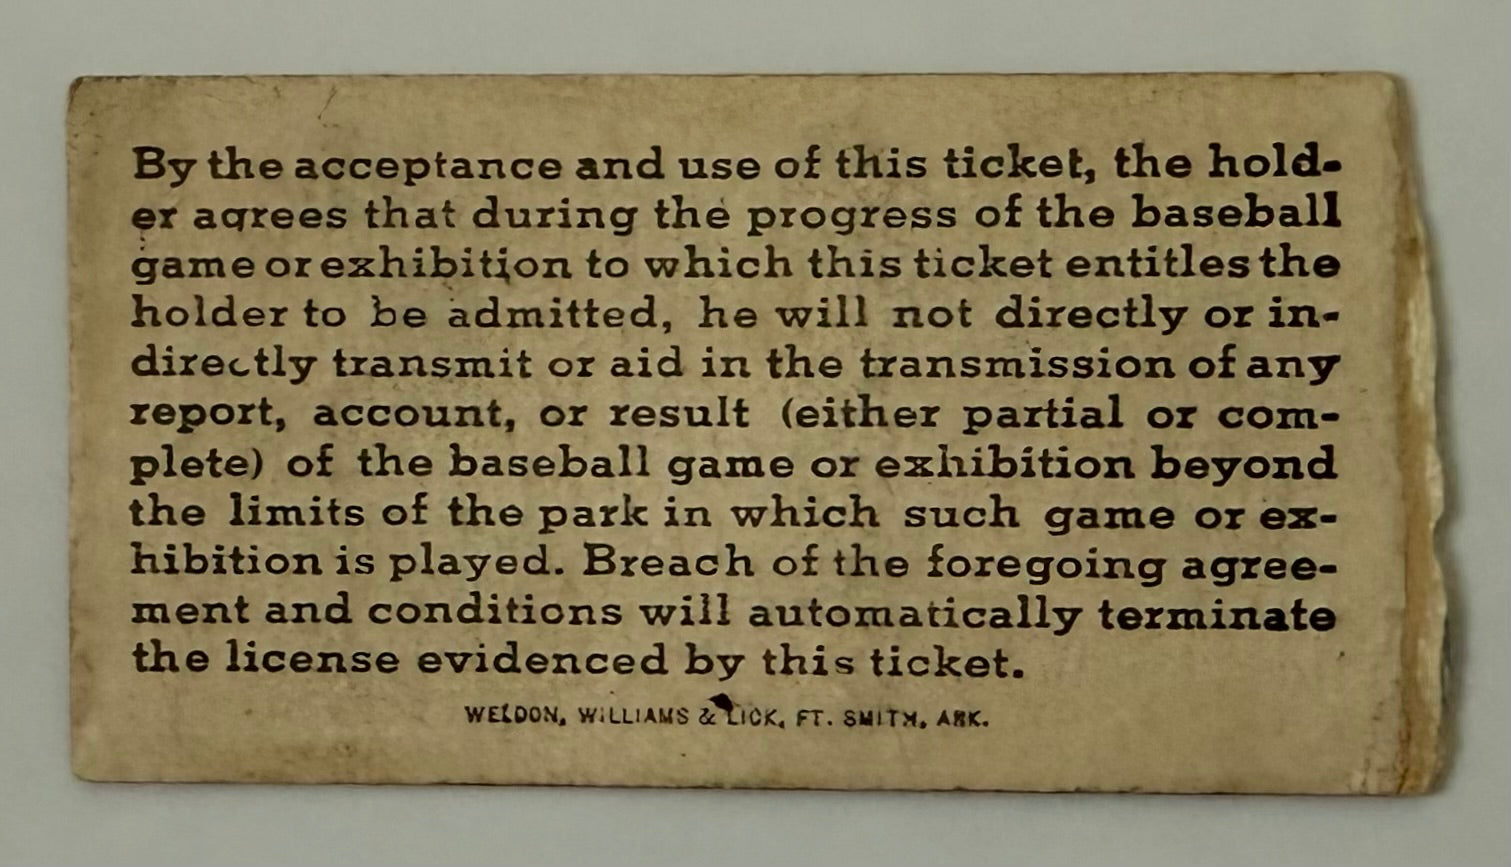 By the acceptance and use of this ticket, the hold-
er agrees that during the progress of the baseball
game or exhibition to which this ticket entitles the
holder to be admitted, he will not directly or in-
directly transmit or aid in the transmission of any
report, account, or result (either partial or com-
plete) of the baseball game or exhibition beyond
the limits of the park in which such game or ex-
hibition is played. Breach of the foregoing agree-
ment and conditions will automatically terminate
the license evidenced by this ticket.
WELDON, WILLIAMS & LICK, FT. SMITH, ARK.